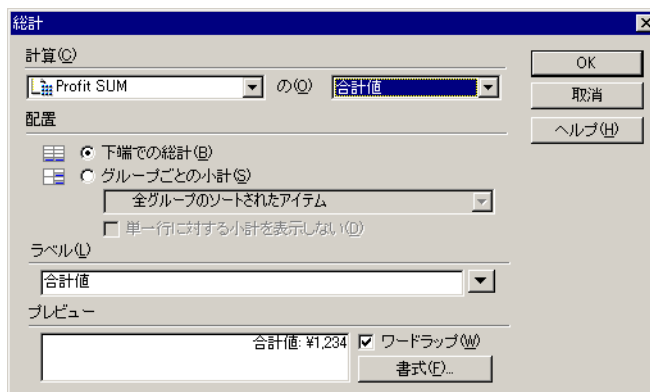 総計
計算(C)
Profit SUM
の(O)
合計値
OK
取消
ヘルプ(H)
配置
下端での総計(B)
グループごとの小計(S)
全グループのソートされたアイテム
単一行に対する小計を表示しない(D)
ラベル(L)
合計値
プレビュー
合計値: ¥1,234
ワードラップ(W)
書式(F)...